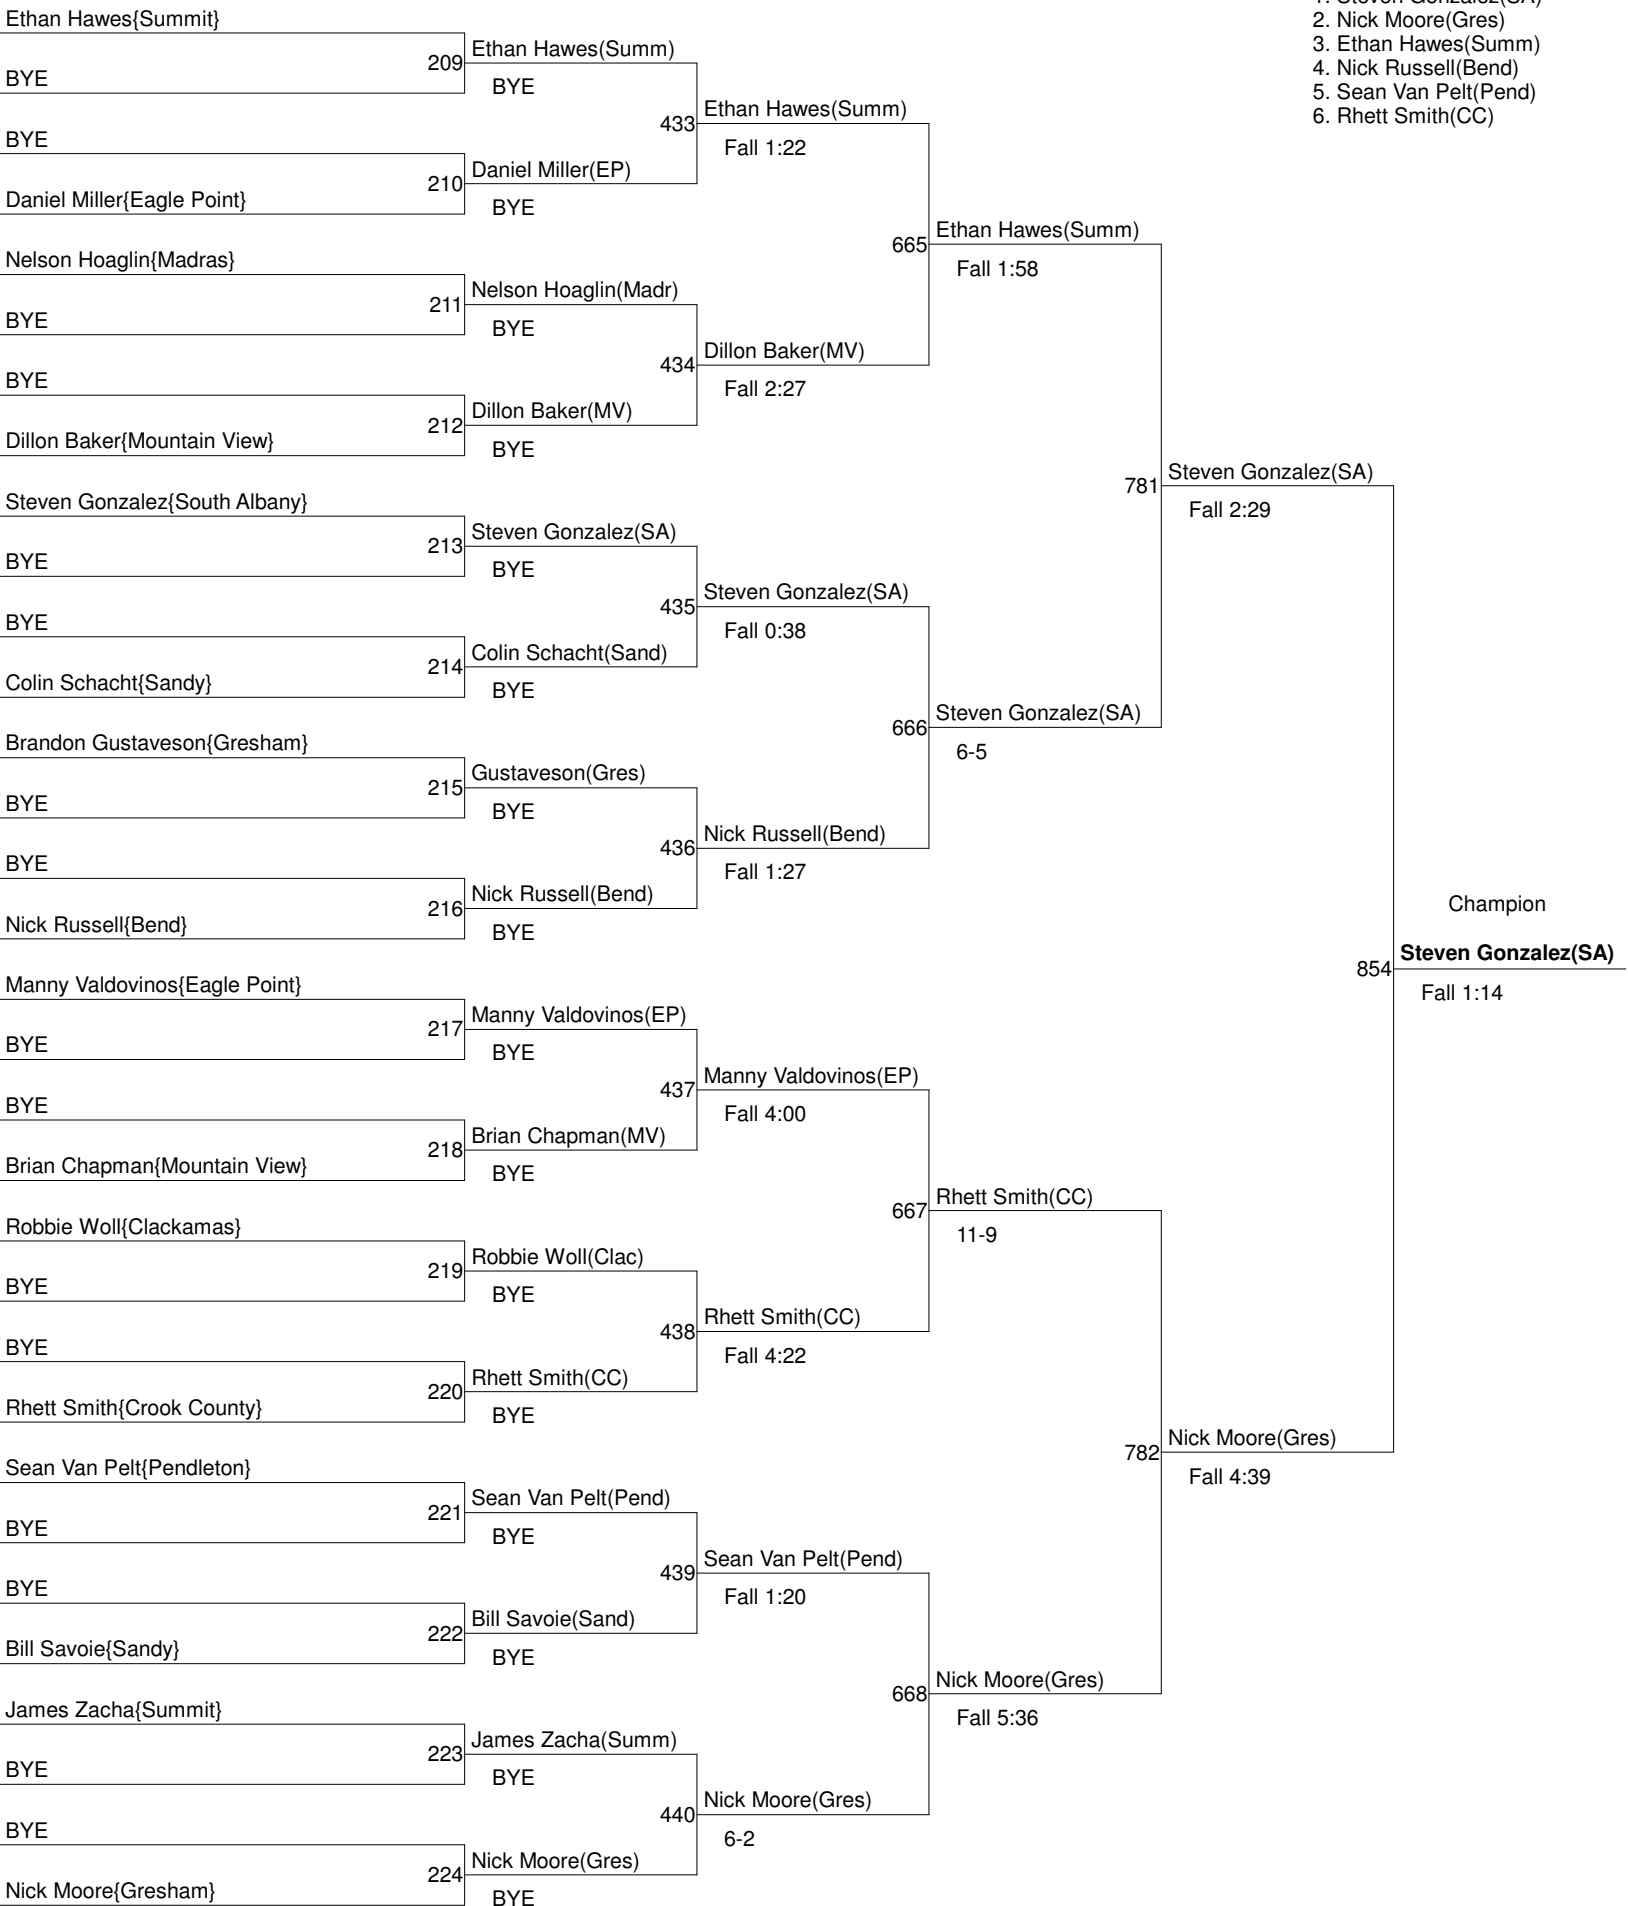 1. Steven Gonzalez(SA)
2. Nick Moore(Gres)
3. Ethan Hawes(Summ)
4. Nick Russell(Bend)
5. Sean Van Pelt(Pend)
6. Rhett Smith(CC)
Ethan Hawes{Summit}
BYE
BYE
Daniel Miller{Eagle Point}
Nelson Hoaglin{Madras}
BYE
BYE
Dillon Baker{Mountain View}
Steven Gonzalez{South Albany}
BYE
BYE
Colin Schacht{Sandy}
Brandon Gustaveson{Gresham}
BYE
BYE
Nick Russell{Bend}
Manny Valdovinos{Eagle Point}
BYE
BYE
Brian Chapman{Mountain View}
Robbie Woll{Clackamas}
BYE
BYE
Rhett Smith{Crook County}
Sean Van Pelt{Pendleton}
BYE
BYE
Bill Savoie{Sandy}
James Zacha{Summit}
BYE
BYE
Nick Moore{Gresham}
209 Ethan Hawes(Summ)
BYE
210 Daniel Miller(EP)
BYE
211 Nelson Hoaglin(Madr)
BYE
212 Dillon Baker(MV)
BYE
213 Steven Gonzalez(SA)
BYE
214 Colin Schacht(Sand)
BYE
215 Gustaveson(Gres)
BYE
216 Nick Russell(Bend)
BYE
217 Manny Valdovinos(EP)
BYE
218 Brian Chapman(MV)
BYE
219 Robbie Woll(Clac)
BYE
220 Rhett Smith(CC)
BYE
221 Sean Van Pelt(Pend)
BYE
222 Bill Savoie(Sand)
BYE
223 James Zacha(Summ)
BYE
224 Nick Moore(Gres)
BYE
433 Ethan Hawes(Summ)
Fall 1:22
434 Dillon Baker(MV)
Fall 2:27
435 Steven Gonzalez(SA)
Fall 0:38
436 Nick Russell(Bend)
Fall 1:27
437 Manny Valdovinos(EP)
Fall 4:00
438 Rhett Smith(CC)
Fall 4:22
439 Sean Van Pelt(Pend)
Fall 1:20
440 Nick Moore(Gres)
6-2
665 Ethan Hawes(Summ)
Fall 1:58
666 Steven Gonzalez(SA)
6-5
667 Rhett Smith(CC)
11-9
668 Nick Moore(Gres)
Fall 5:36
781 Steven Gonzalez(SA)
Fall 2:29
782 Nick Moore(Gres)
Fall 4:39
Champion
854 Steven Gonzalez(SA)
Fall 1:14